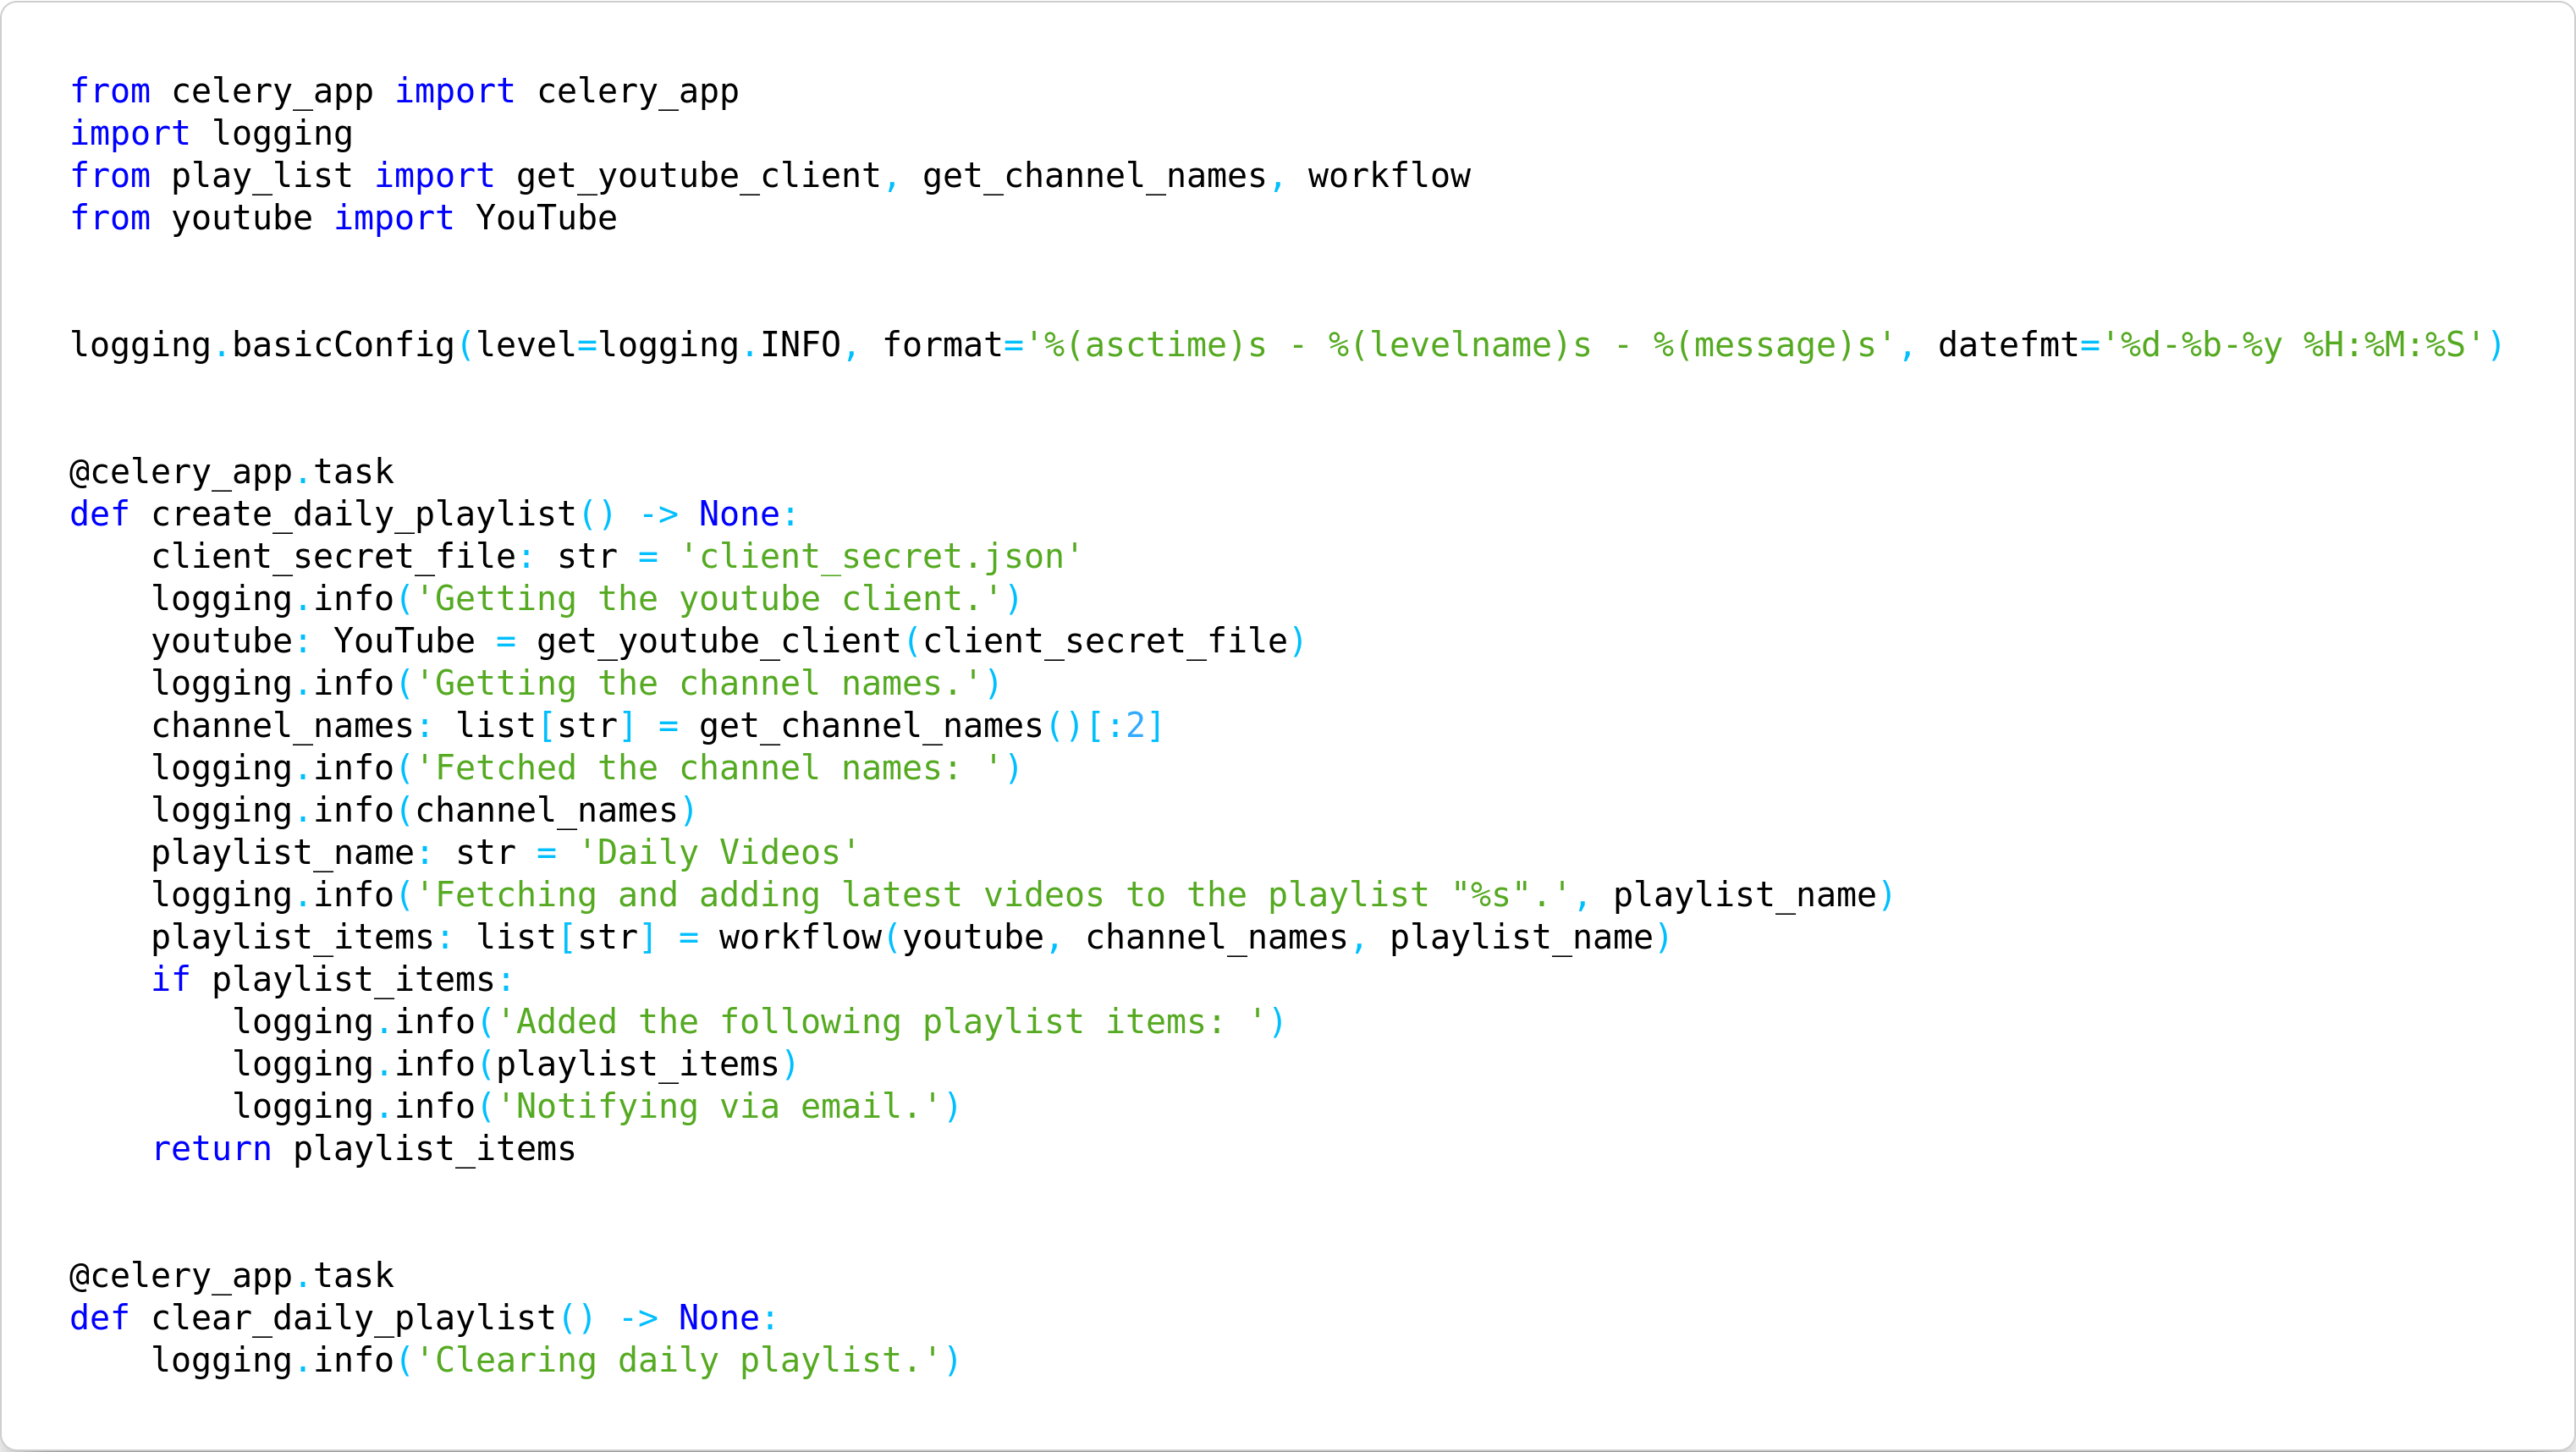 from celery_app import celery_app
import logging
from play_list import get_youtube_client, get_channel_names, workflow
from youtube import YouTube
logging.basicConfig(level=logging.INFO, format='%(asctime)s - %(levelname)s - %(message)s', datefmt='%d-%b-%y %H:%M:%S')
@celery_app.task
def create_daily_playlist() -> None:
    client_secret_file: str = 'client_secret.json'
    logging.info('Getting the youtube client.')
    youtube: YouTube = get_youtube_client(client_secret_file)
    logging.info('Getting the channel names.')
    channel_names: list[str] = get_channel_names()[:2]
    logging.info('Fetched the channel names: ')
    logging.info(channel_names)
    playlist_name: str = 'Daily Videos'
    logging.info('Fetching and adding latest videos to the playlist "%s".', playlist_name)
    playlist_items: list[str] = workflow(youtube, channel_names, playlist_name)
    if playlist_items:
        logging.info('Added the following playlist items: ')
        logging.info(playlist_items)
        logging.info('Notifying via email.')
    return playlist_items
@celery_app.task
def clear_daily_playlist() -> None:
    logging.info('Clearing daily playlist.')